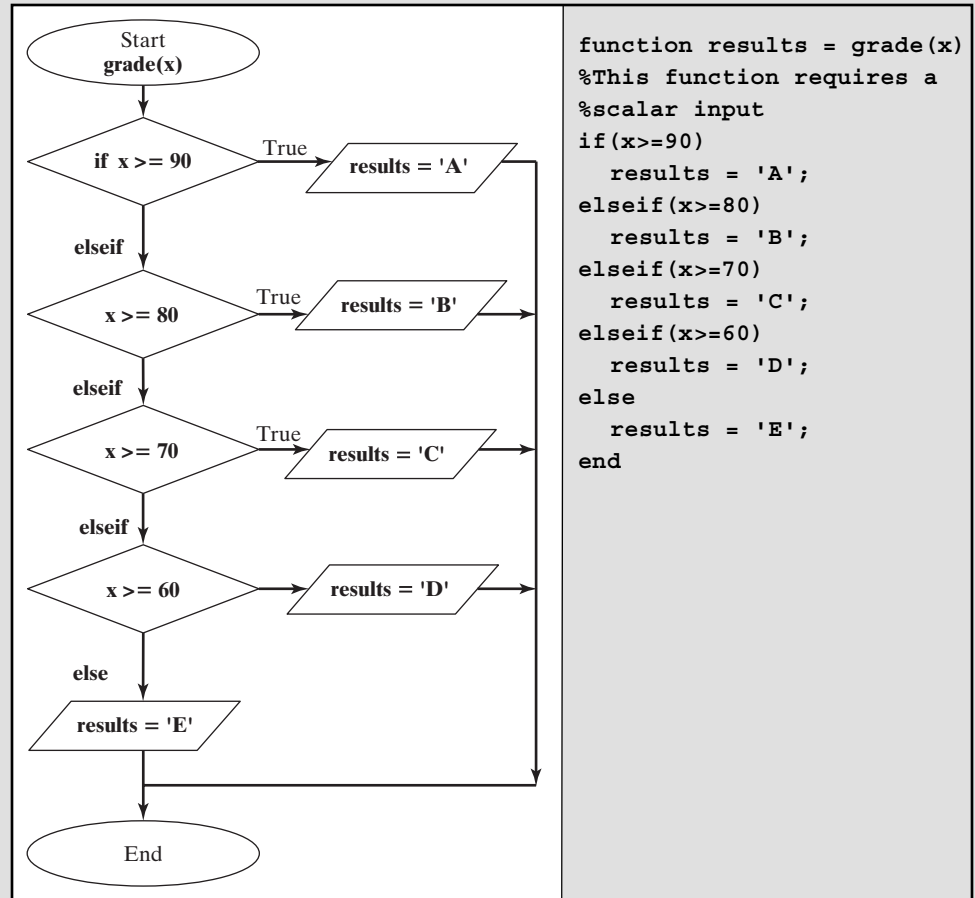 Start
grade(x)
if x >= 90
True
results = 'A'
elseif
x >= 80
True
results = 'B'
elseif
x >= 70
True
results = 'C'
elseif
x >= 60
results = 'D'
else
results = 'E'
End
function results = grade(x)
%This function requires a
%scalar input
if(x>=90)
results = 'A';
elseif(x>=80)
results = 'B';
elseif(x>=70)
results = 'C';
elseif(x>=60)
results = 'D';
else
results = 'E';
end